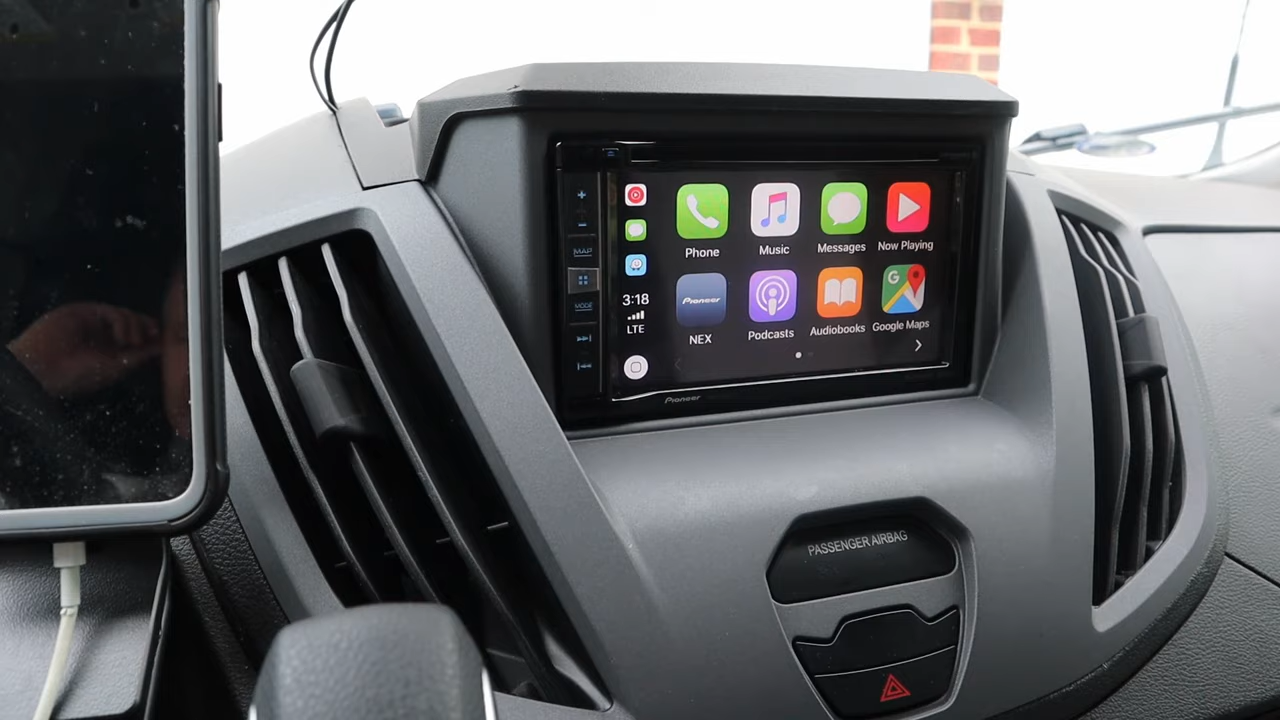 +
−
MAP
MODE
3:18
LTE
Phone
Music
Messages
Now Playing
Pioneer
NEX
Podcasts
Audiobooks
G
Google Maps
Pioneer
PASSENGER AIRBAG